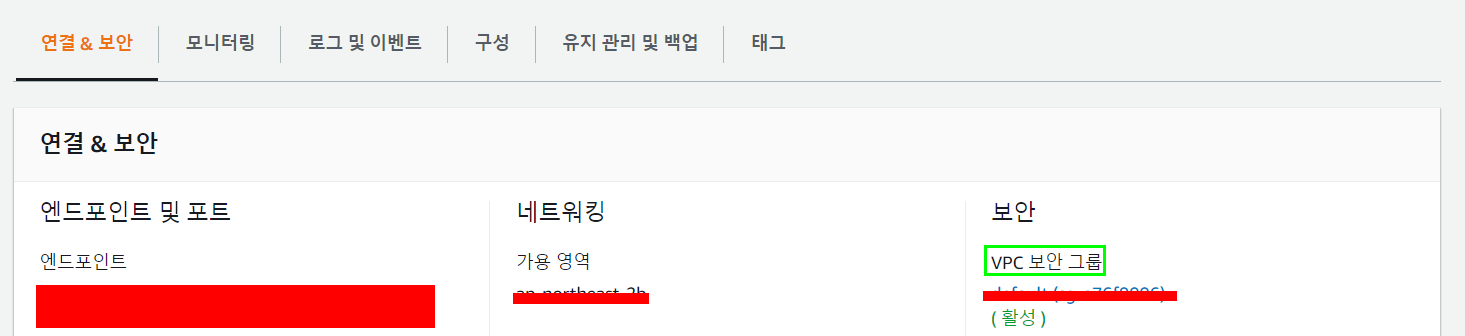 연결 & 보안
모니터링
로그 및 이벤트
구성
유지 관리 및 백업
태그
연결 & 보안
엔드포인트 및 포트
엔드포인트
네트워킹
가용 영역
보안
VPC 보안 그룹
( 활성 )